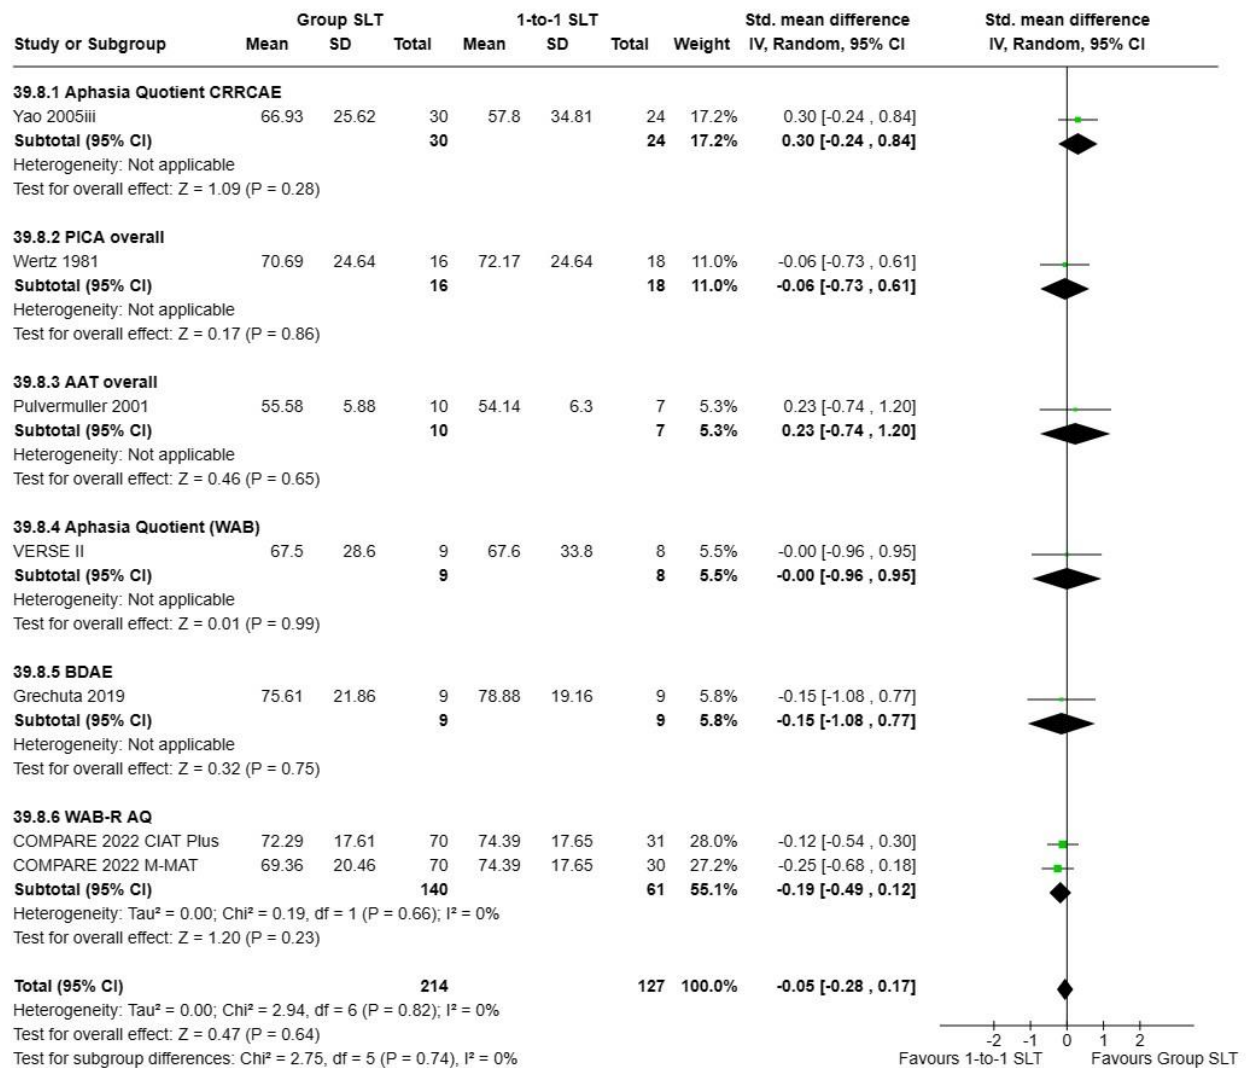 Group SLT 1-to-1 SLT Std. mean difference Std. mean difference
Study or Subgroup Mean SD Total Mean SD Total Weight IV, Random, 95% CI IV, Random, 95% CI
39.8.1 Aphasia Quotient CRRCAE
Yao 2005iii 66.93 25.62 30 57.8 34.81 24 17.2% 0.30 [-0.24 , 0.84]
Subtotal (95% CI) 30 24 17.2% 0.30 [-0.24 , 0.84]
Heterogeneity: Not applicable
Test for overall effect: Z = 1.09 (P = 0.28)
39.8.2 PICA overall
Wertz 1981 70.69 24.64 16 72.17 24.64 18 11.0% -0.06 [-0.73 , 0.61]
Subtotal (95% CI) 16 18 11.0% -0.06 [-0.73 , 0.61]
Heterogeneity: Not applicable
Test for overall effect: Z = 0.17 (P = 0.86)
39.8.3 AAT overall
Pulvermuller 2001 55.58 5.88 10 54.14 6.3 7 5.3% 0.23 [-0.74 , 1.20]
Subtotal (95% CI) 10 7 5.3% 0.23 [-0.74 , 1.20]
Heterogeneity: Not applicable
Test for overall effect: Z = 0.46 (P = 0.65)
39.8.4 Aphasia Quotient (WAB)
VERSE II 67.5 28.6 9 67.6 33.8 8 5.5% -0.00 [-0.96 , 0.95]
Subtotal (95% CI) 9 8 5.5% -0.00 [-0.96 , 0.95]
Heterogeneity: Not applicable
Test for overall effect: Z = 0.01 (P = 0.99)
39.8.5 BDAE
Grechuta 2019 75.61 21.86 9 78.88 19.16 9 5.8% -0.15 [-1.08 , 0.77]
Subtotal (95% CI) 9 9 5.8% -0.15 [-1.08 , 0.77]
Heterogeneity: Not applicable
Test for overall effect: Z = 0.32 (P = 0.75)
39.8.6 WAB-R AQ
COMPARE 2022 CIAT Plus 72.29 17.61 70 74.39 17.65 31 28.0% -0.12 [-0.54 , 0.30]
COMPARE 2022 M-MAT 69.36 20.46 70 74.39 17.65 30 27.2% -0.25 [-0.68 , 0.18]
Subtotal (95% CI) 140 61 55.1% -0.19 [-0.49 , 0.12]
Heterogeneity: Tau² = 0.00; Chi² = 0.19, df = 1 (P = 0.66); I² = 0%
Test for overall effect: Z = 1.20 (P = 0.23)
Total (95% CI) 214 127 100.0% -0.05 [-0.28 , 0.17]
Heterogeneity: Tau² = 0.00; Chi² = 2.94, df = 6 (P = 0.82); I² = 0%
Test for overall effect: Z = 0.47 (P = 0.64)
Test for subgroup differences: Chi² = 2.75, df = 5 (P = 0.74), I² = 0%
-2 -1 0 1 2
Favours 1-to-1 SLT Favours Group SLT